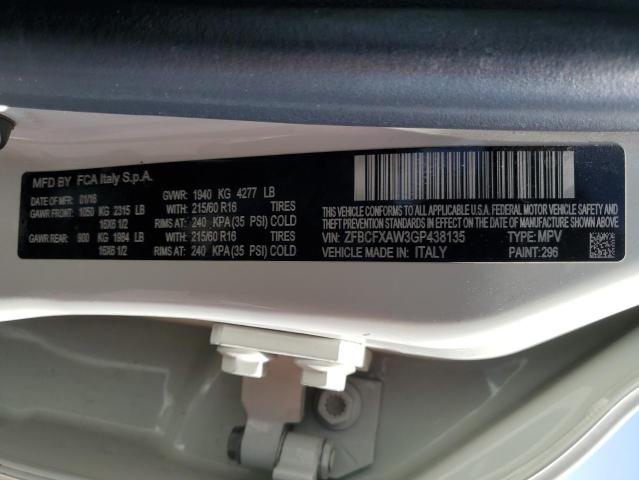 MFD BY FCA Italy S.p.A.
DATE OF MFR: 01/16 GVWR: 1940 KG 4277 LB
GAWR FRONT: 1050 KG 2315 LB WITH: 215/60 R16 TIRES
16X6 1/2 RIMS AT: 240 KPA (35 PSI) COLD
GAWR REAR: 900 KG 1984 LB WITH: 215/60 R16 TIRES
16X6 1/2 RIMS AT: 240 KPA (35 PSI) COLD
THIS VEHICLE CONFORMS TO ALL APPLICABLE U.S.A. FEDERAL MOTOR VEHICLE SAFETY, BUMPER, AND
THEFT PREVENTION STANDARDS IN EFFECT ON THE DATE OF MANUFACTURE SHOWN ABOVE.
VIN: ZFBCFXAW3GP438135 TYPE: MPV
VEHICLE MADE IN: ITALY PAINT: 296